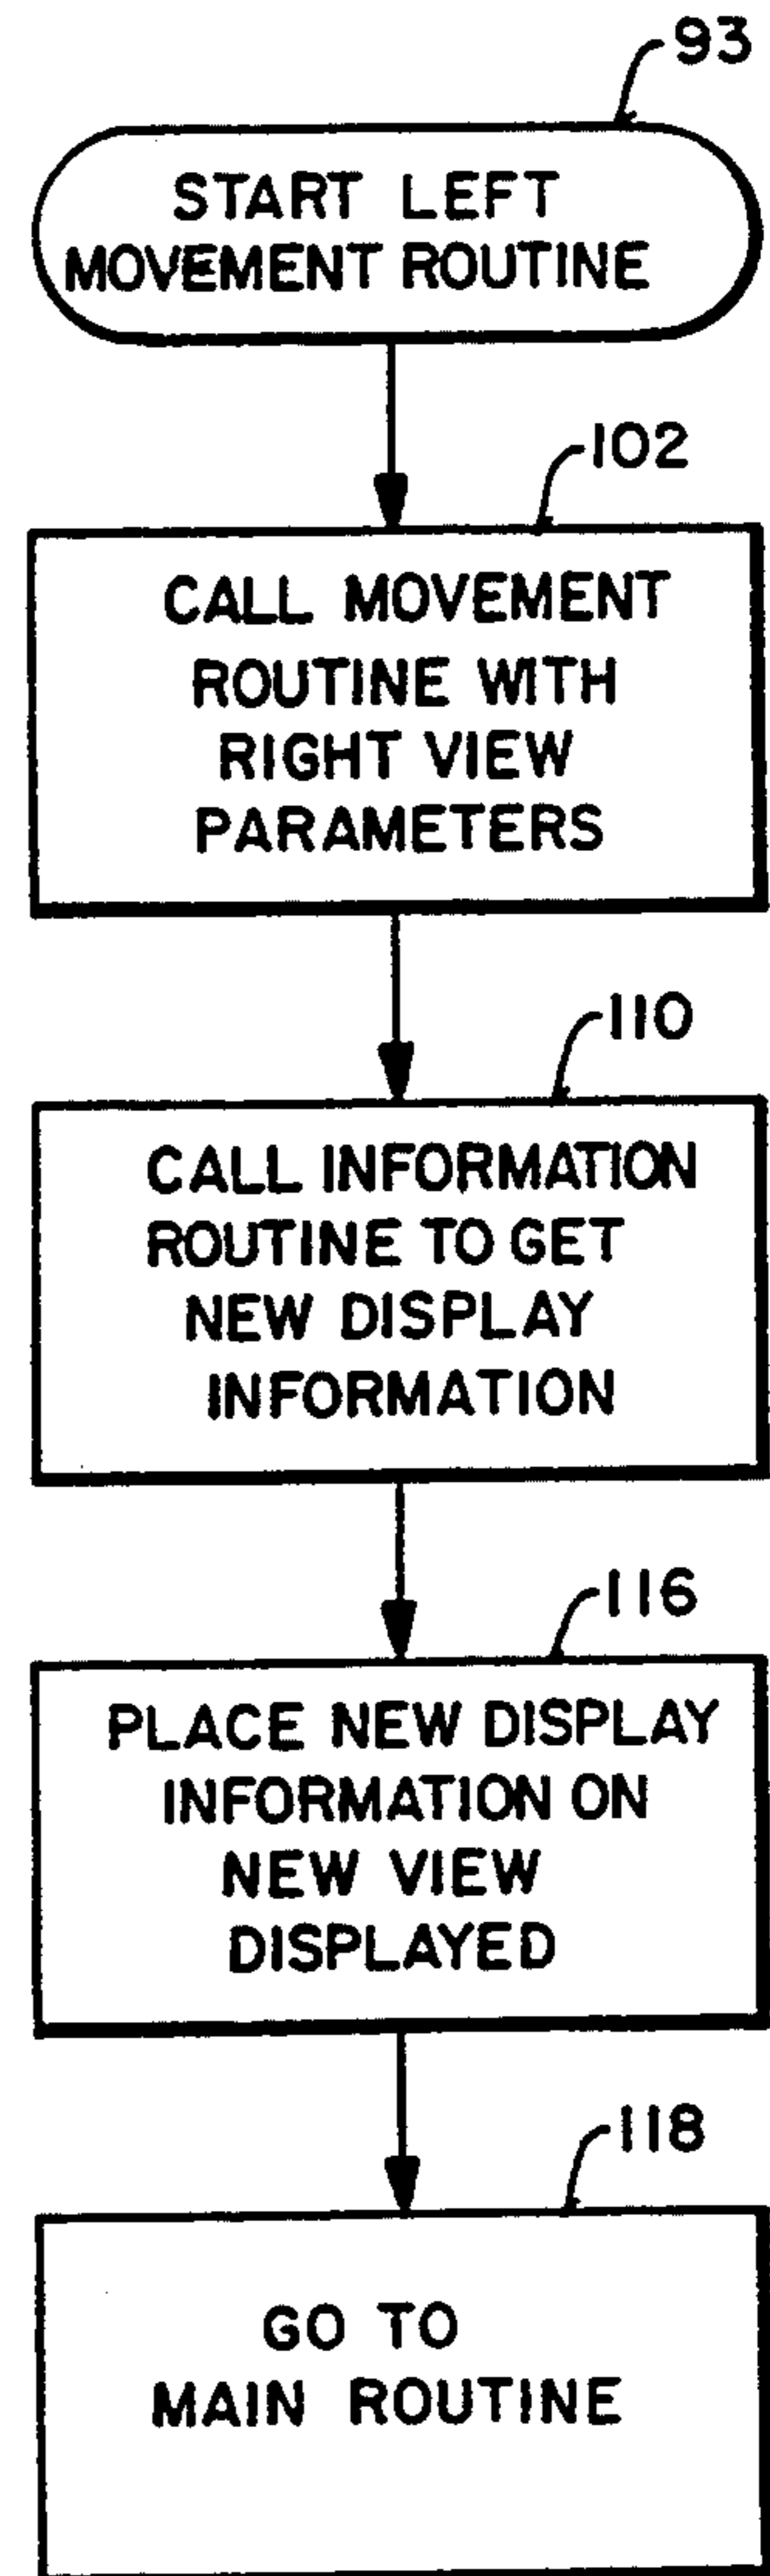 93
START LEFT
MOVEMENT ROUTINE
102
CALL MOVEMENT
ROUTINE WITH
RIGHT VIEW
PARAMETERS
110
CALL INFORMATION
ROUTINE TO GET
NEW DISPLAY
INFORMATION
116
PLACE NEW DISPLAY
INFORMATION ON
NEW VIEW
DISPLAYED
118
GO TO
MAIN ROUTINE